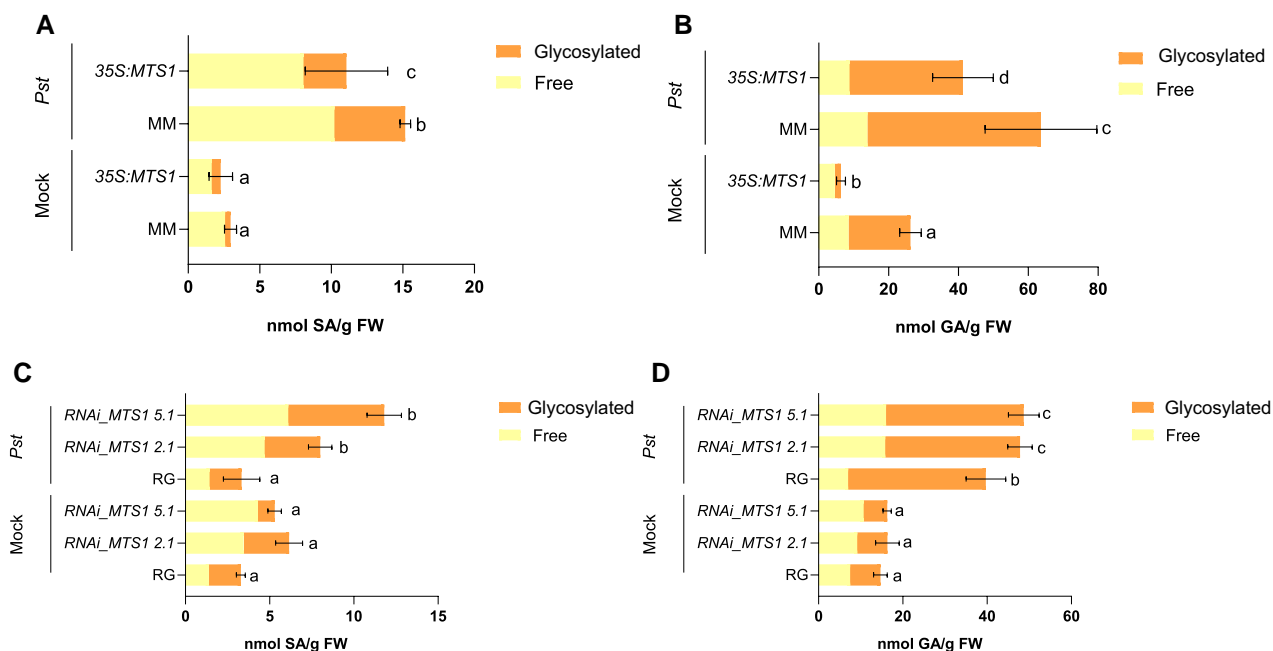 A
Pst
Mock
35S:MTS1
c
MM
b
35S:MTS1
a
MM
a
0 5 10 15 20
nmol SA/g FW
Glycosylated
Free
B
Pst
Mock
35S:MTS1
d
MM
c
35S:MTS1
b
MM
a
0 20 40 60 80
nmol GA/g FW
Glycosylated
Free
C
Pst
Mock
RNAi_MTS1 5.1
b
RNAi_MTS1 2.1
b
RG
a
RNAi_MTS1 5.1
a
RNAi_MTS1 2.1
a
RG
a
0 5 10 15
nmol SA/g FW
Glycosylated
Free
D
Pst
Mock
RNAi_MTS1 5.1
c
RNAi_MTS1 2.1
c
RG
b
RNAi_MTS1 5.1
a
RNAi_MTS1 2.1
a
RG
a
0 20 40 60
nmol GA/g FW
Glycosylated
Free